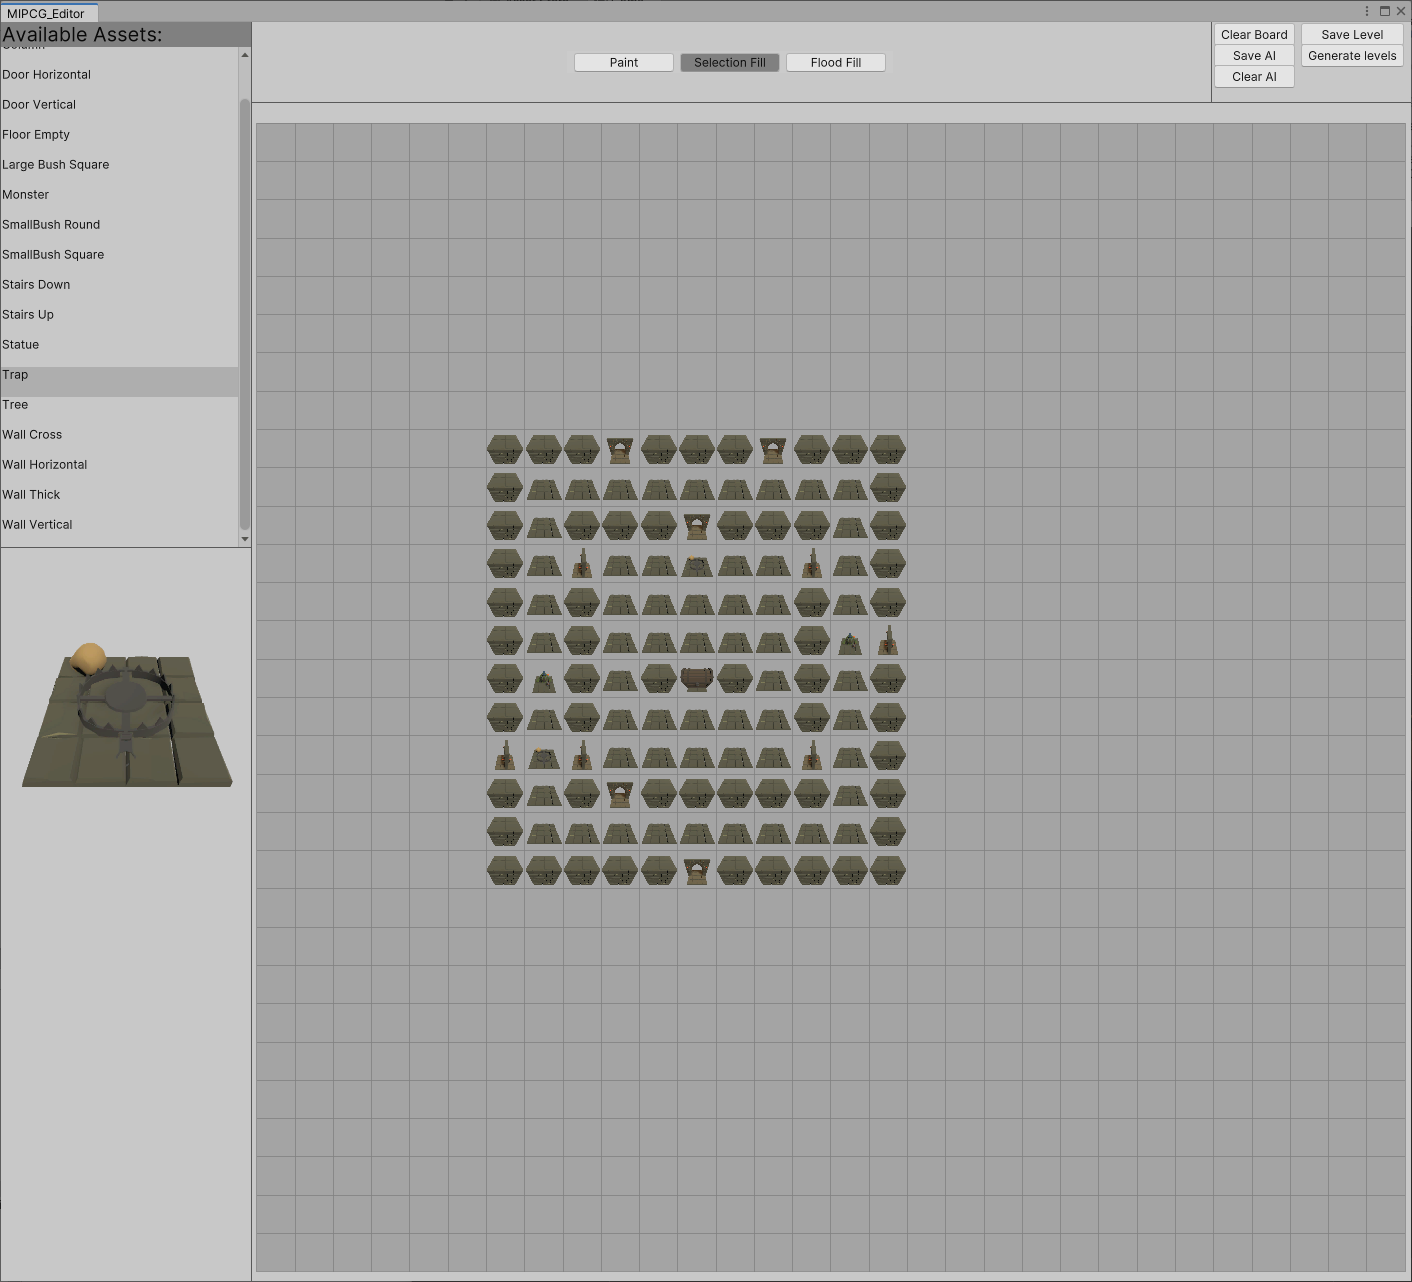 MIPCG_Editor
Available Assets:
Column
Door Horizontal
Door Vertical
Floor Empty
Large Bush Square
Monster
SmallBush Round
SmallBush Square
Stairs Down
Stairs Up
Statue
Trap
Tree
Wall Cross
Wall Horizontal
Wall Thick
Wall Vertical
Paint
Selection Fill
Flood Fill
Clear Board
Save Level
Save AI
Generate levels
Clear AI